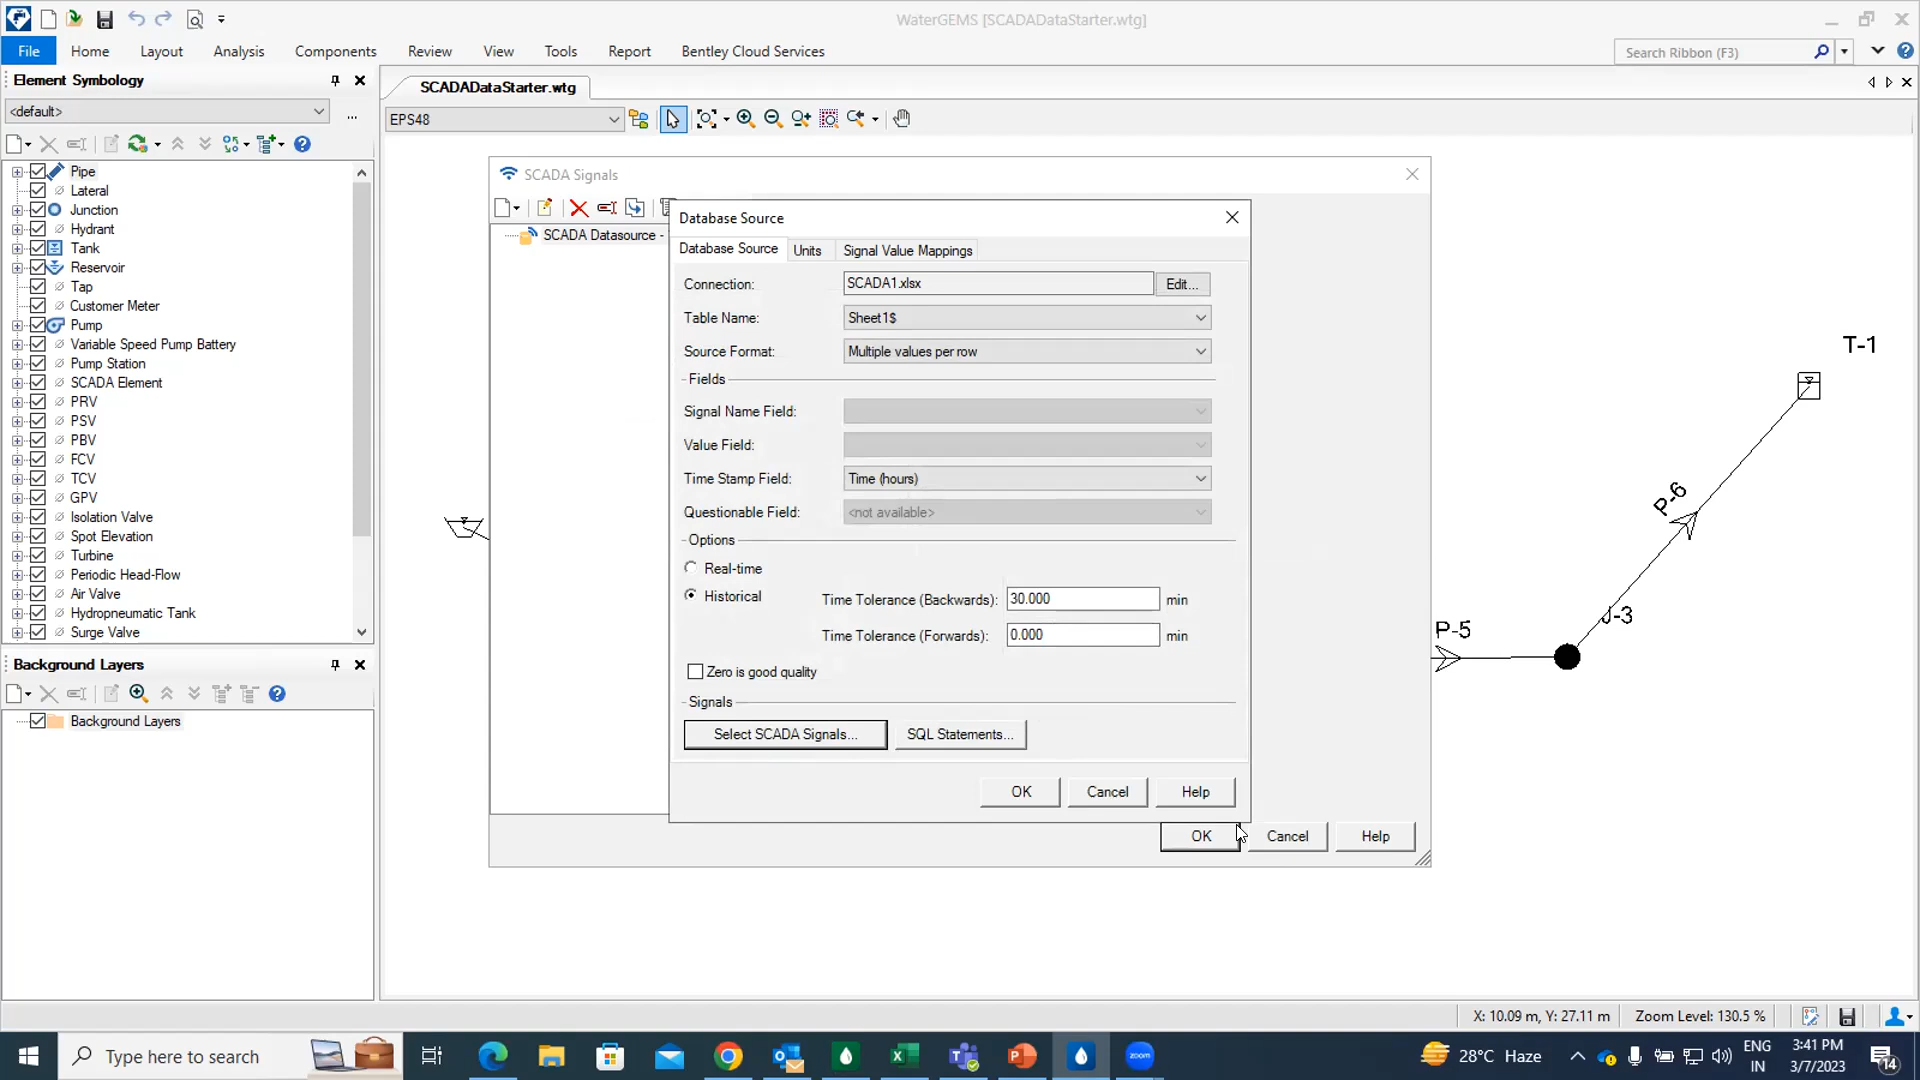 WaterGEMS [SCADADataStarter.wtg]
File Home Layout Analysis Components Review View Tools Report Bentley Cloud Services
Search Ribbon (F3)
Element Symbology
<default>
...
Pipe
Lateral
Junction
Hydrant
Tank
Reservoir
Tap
Customer Meter
Pump
Variable Speed Pump Battery
Pump Station
SCADA Element
PRV
PSV
PBV
FCV
TCV
GPV
Isolation Valve
Spot Elevation
Turbine
Periodic Head-Flow
Air Valve
Hydropneumatic Tank
Surge Valve
Background Layers
Background Layers
SCADADataStarter.wtg
EPS48
SCADA Signals
SCADA Datasource -
Database Source
Database Source Units Signal Value Mappings
Connection: SCADA1.xlsx Edit...
Table Name: Sheet1$
Source Format: Multiple values per row
Fields
Signal Name Field:
Value Field:
Time Stamp Field: Time (hours)
Questionable Field: <not available>
Options
Real-time
Historical Time Tolerance (Backwards): 30.000 min
Time Tolerance (Forwards): 0.000 min
Zero is good quality
Signals
Select SCADA Signals... SQL Statements...
OK Cancel Help
OK Cancel Help
T-1
P-6
J-3
P-5
X: 10.09 m, Y: 27.11 m Zoom Level: 130.5 %
Type here to search
zoom
28°C Haze
ENG
IN
3:41 PM
3/7/2023
14